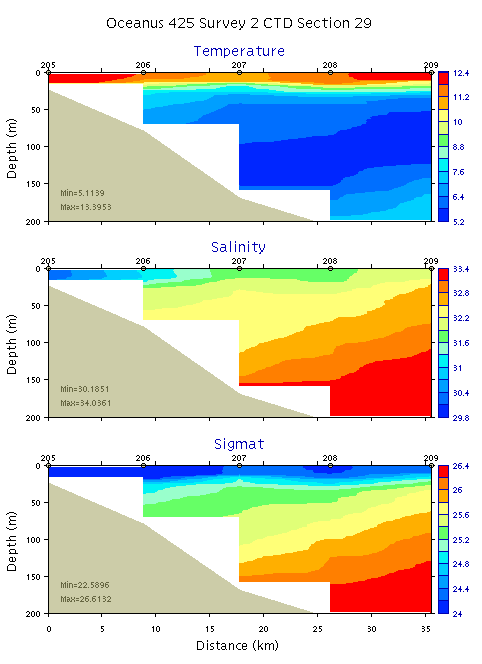 Oceanus 425 Survey 2 CTD Section 29
Temperature
205 206 207 208 209
0
50
100
150
200
Depth (m)
Min=5.1139
Max=13.3953
12.4
11.2
10
8.8
7.6
6.4
5.2
Salinity
205 206 207 208 209
0
50
100
150
200
Depth (m)
Min=30.1851
Max=34.0361
33.4
32.8
32.2
31.6
31
30.4
29.8
Sigmat
205 206 207 208 209
0
50
100
150
200
Depth (m)
Min=22.5896
Max=26.6132
26.4
26
25.6
25.2
24.8
24.4
24
0 5 10 15 20 25 30 35
Distance (km)